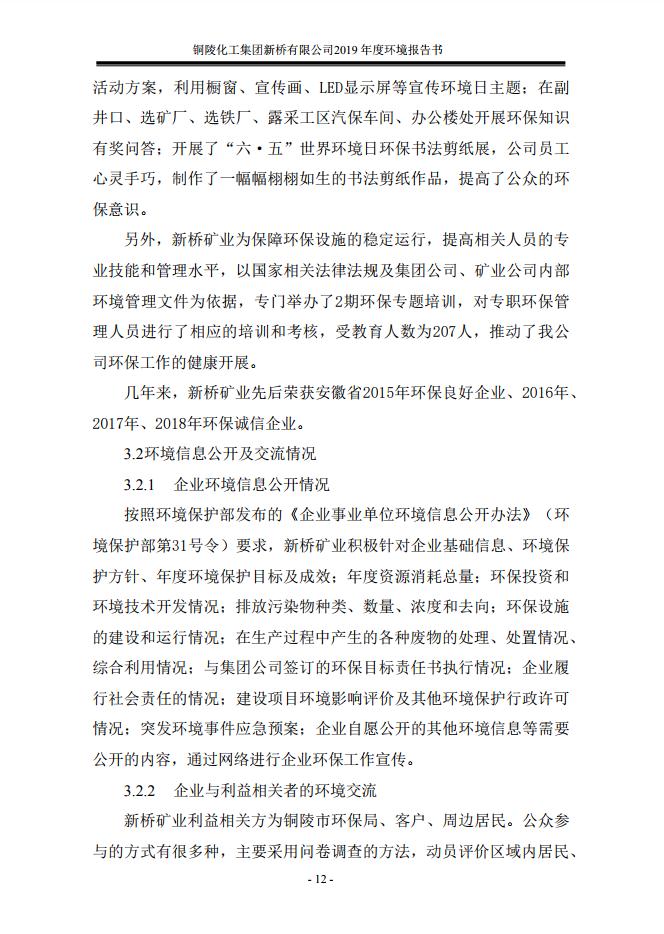 铜陵化工集团新桥有限公司2019 年度环境报告书
活动方案，利用橱窗、宣传画、LED显示屏等宣传环境日主题；在副
井口、选矿厂、选铁厂、露采工区汽保车间、办公楼处开展环保知识
有奖问答；开展了“六·五”世界环境日环保书法剪纸展，公司员工
心灵手巧，制作了一幅幅栩栩如生的书法剪纸作品，提高了公众的环
保意识。
另外，新桥矿业为保障环保设施的稳定运行，提高相关人员的专
业技能和管理水平，以国家相关法律法规及集团公司、矿业公司内部
环境管理文件为依据，专门举办了2期环保专题培训，对专职环保管
理人员进行了相应的培训和考核，受教育人数为207人，推动了我公
司环保工作的健康开展。
几年来，新桥矿业先后荣获安徽省2015年环保良好企业、2016年、
2017年、2018年环保诚信企业。
3.2环境信息公开及交流情况
3.2.1 企业环境信息公开情况
按照环境保护部发布的《企业事业单位环境信息公开办法》（环
境保护部第31号令）要求，新桥矿业积极针对企业基础信息、环境保
护方针、年度环境保护目标及成效；年度资源消耗总量；环保投资和
环境技术开发情况；排放污染物种类、数量、浓度和去向；环保设施
的建设和运行情况；在生产过程中产生的各种废物的处理、处置情况、
综合利用情况；与集团公司签订的环保目标责任书执行情况；企业履
行社会责任的情况；建设项目环境影响评价及其他环境保护行政许可
情况；突发环境事件应急预案；企业自愿公开的其他环境信息等需要
公开的内容，通过网络进行企业环保工作宣传。
3.2.2 企业与利益相关者的环境交流
新桥矿业利益相关方为铜陵市环保局、客户、周边居民。公众参
与的方式有很多种，主要采用问卷调查的方法，动员评价区域内居民、
- 12 -